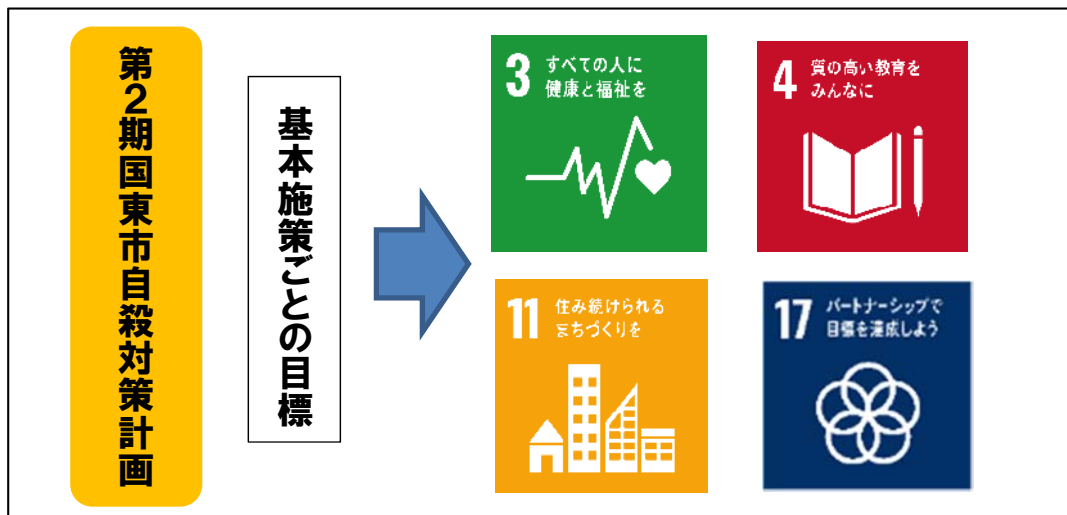 第2期国東市自殺対策計画
基本施策ごとの目標
3 すべての人に
健康と福祉を
4 質の高い教育を
みんなに
11 住み続けられる
まちづくりを
17 パートナーシップで
目標を達成しよう